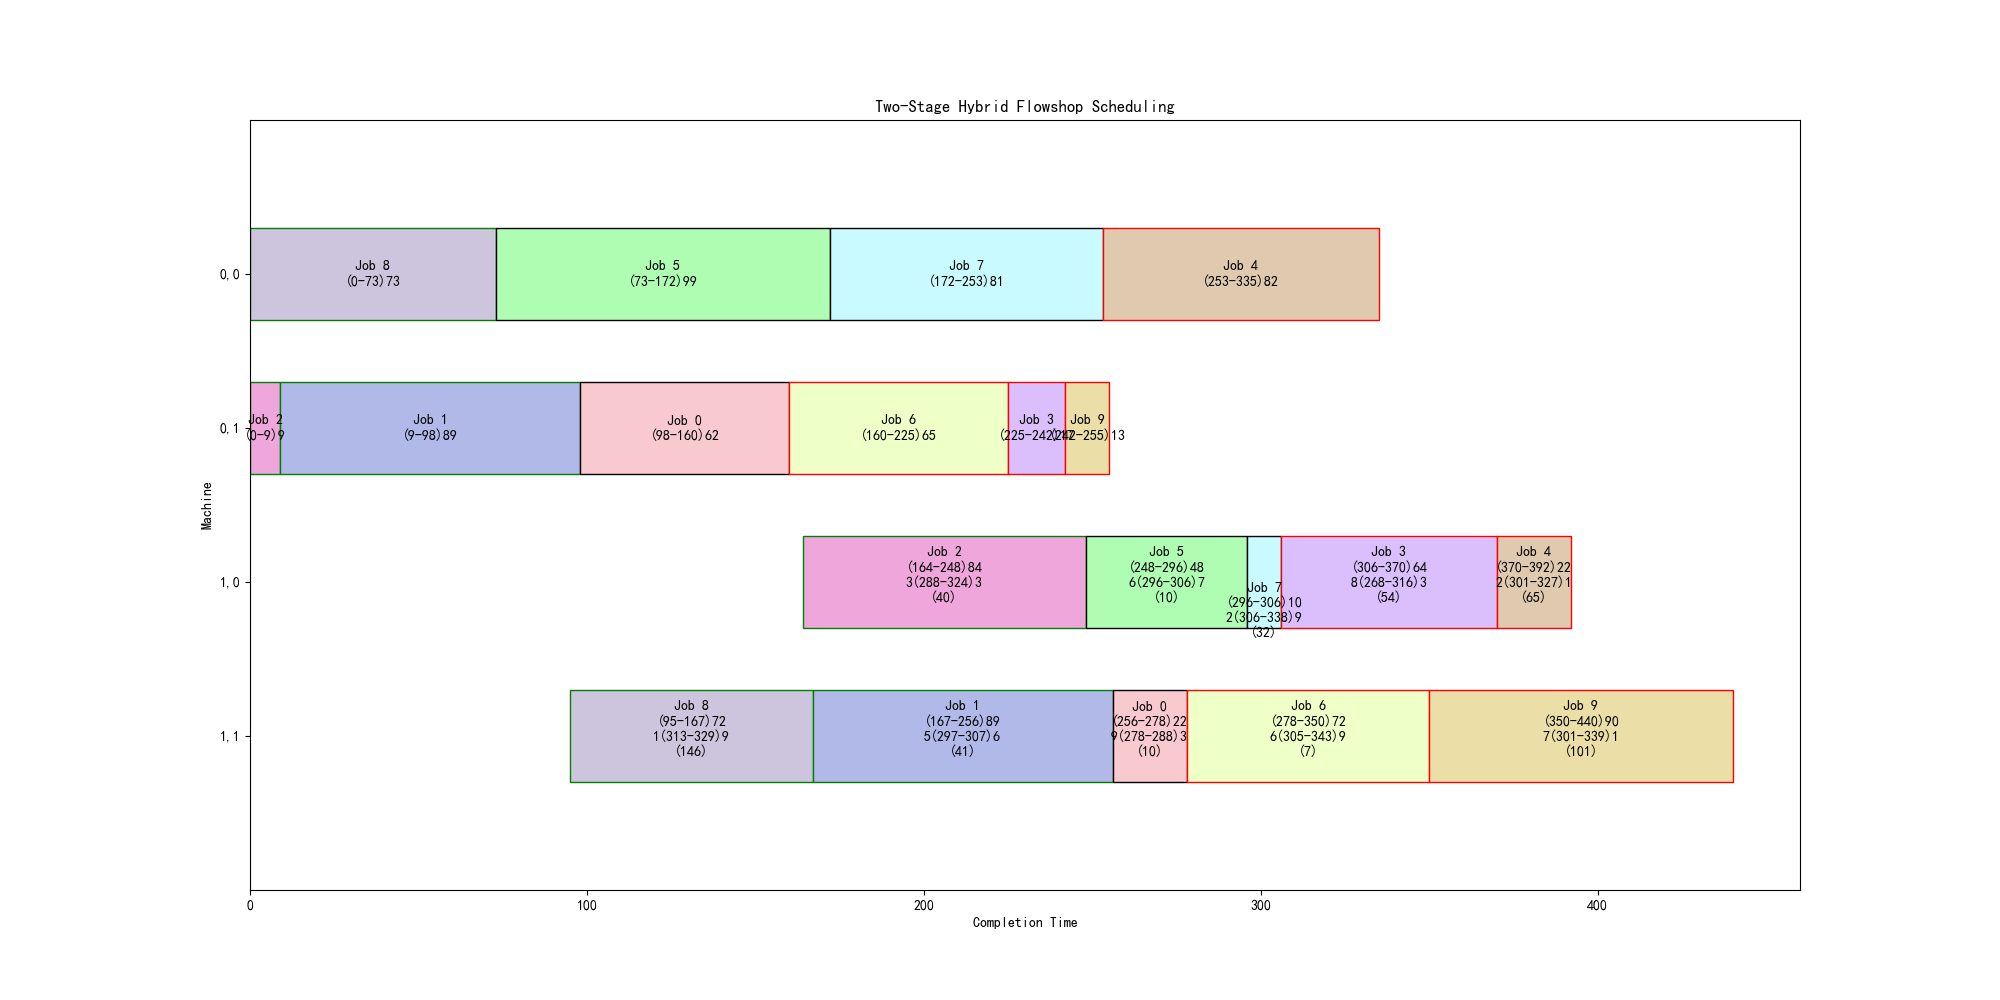 Two-Stage Hybrid Flowshop Scheduling
0,0
Job 8
(0-73)73
Job 5
(73-172)99
Job 7
(172-253)81
Job 4
(253-335)82
0,1
Job 2
(0-9)9
Job 1
(9-98)89
Job 0
(98-160)62
Job 6
(160-225)65
Job 3
(225-242)17
Job 9
(242-255)13
Machine
1,0
Job 2
(164-248)84
3(288-324)3
(40)
Job 5
(248-296)48
6(296-306)7
(10)
Job 7
(296-306)10
2(306-338)9
(32)
Job 3
(306-370)64
8(268-316)3
(54)
Job 4
(370-392)22
2(301-327)1
(65)
1,1
Job 8
(95-167)72
1(313-329)9
(146)
Job 1
(167-256)89
5(297-307)6
(41)
Job 0
(256-278)22
9(278-288)3
(10)
Job 6
(278-350)72
6(305-343)9
(7)
Job 9
(350-440)90
7(301-339)1
(101)
0
100
200
300
400
Completion Time